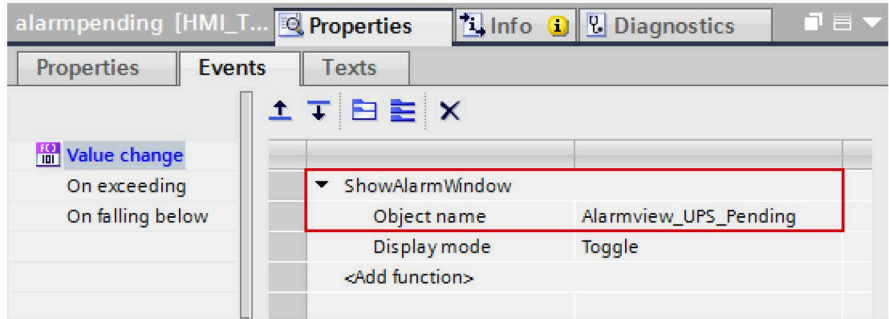 alarmpending [HMI_T...
Properties
Info
Diagnostics
Properties
Events
Texts
Value change
On exceeding
On falling below
ShowAlarmWindow
Object name Alarmview_UPS_Pending
Display mode Toggle
<Add function>